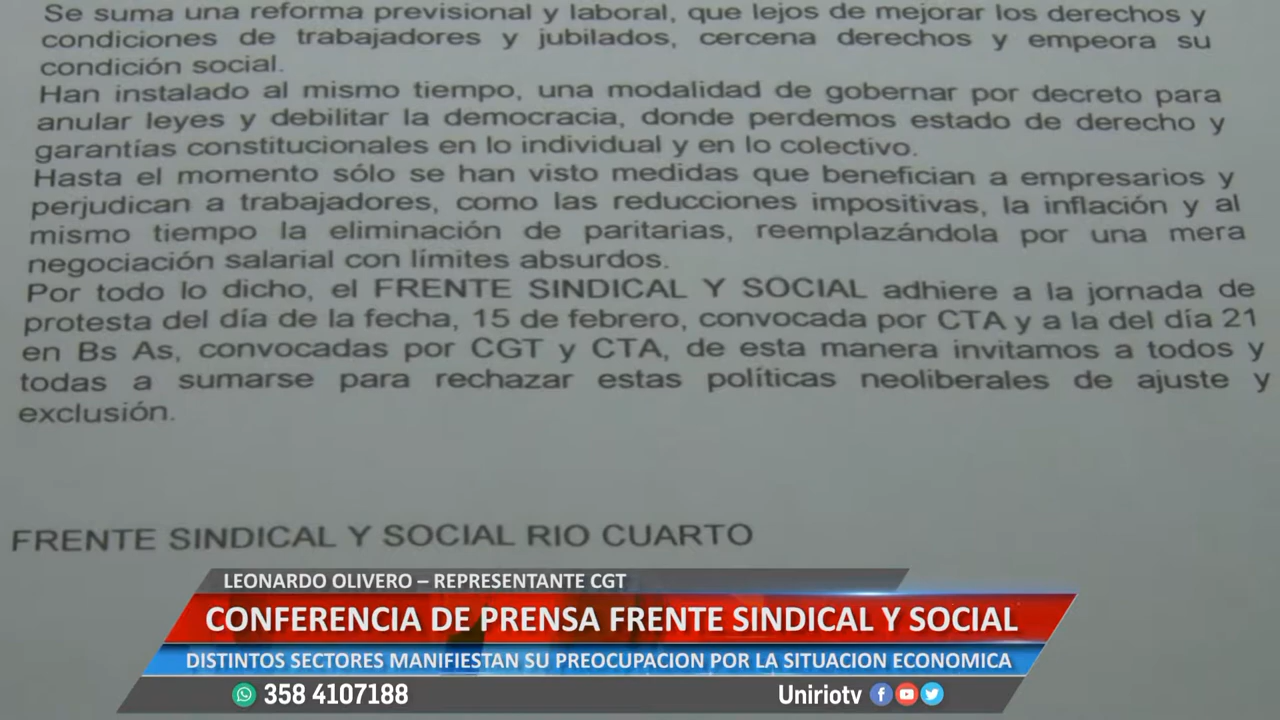 Se suma una reforma previsional y laboral, que lejos de mejorar los derechos y
condiciones de trabajadores y jubilados, cercena derechos y empeora su
condición social.
Han instalado al mismo tiempo, una modalidad de gobernar por decreto para
anular leyes y debilitar la democracia, donde perdemos estado de derecho y
garantías constitucionales en lo individual y en lo colectivo.
Hasta el momento sólo se han visto medidas que benefician a empresarios y
perjudican a trabajadores, como las reducciones impositivas, la inflación y al
mismo tiempo la eliminación de paritarias, reemplazándola por una mera
negociación salarial con límites absurdos.
Por todo lo dicho, el FRENTE SINDICAL Y SOCIAL adhiere a la jornada de
protesta del día de la fecha, 15 de febrero, convocada por CTA y a la del día 21
en Bs As, convocadas por CGT y CTA, de esta manera invitamos a todos y
todas a sumarse para rechazar estas políticas neoliberales de ajuste y
exclusión.
FRENTE SINDICAL Y SOCIAL RIO CUARTO
LEONARDO OLIVERO – REPRESENTANTE CGT
CONFERENCIA DE PRENSA FRENTE SINDICAL Y SOCIAL
DISTINTOS SECTORES MANIFIESTAN SU PREOCUPACION POR LA SITUACION ECONOMICA
358 4107188 Uniriotv